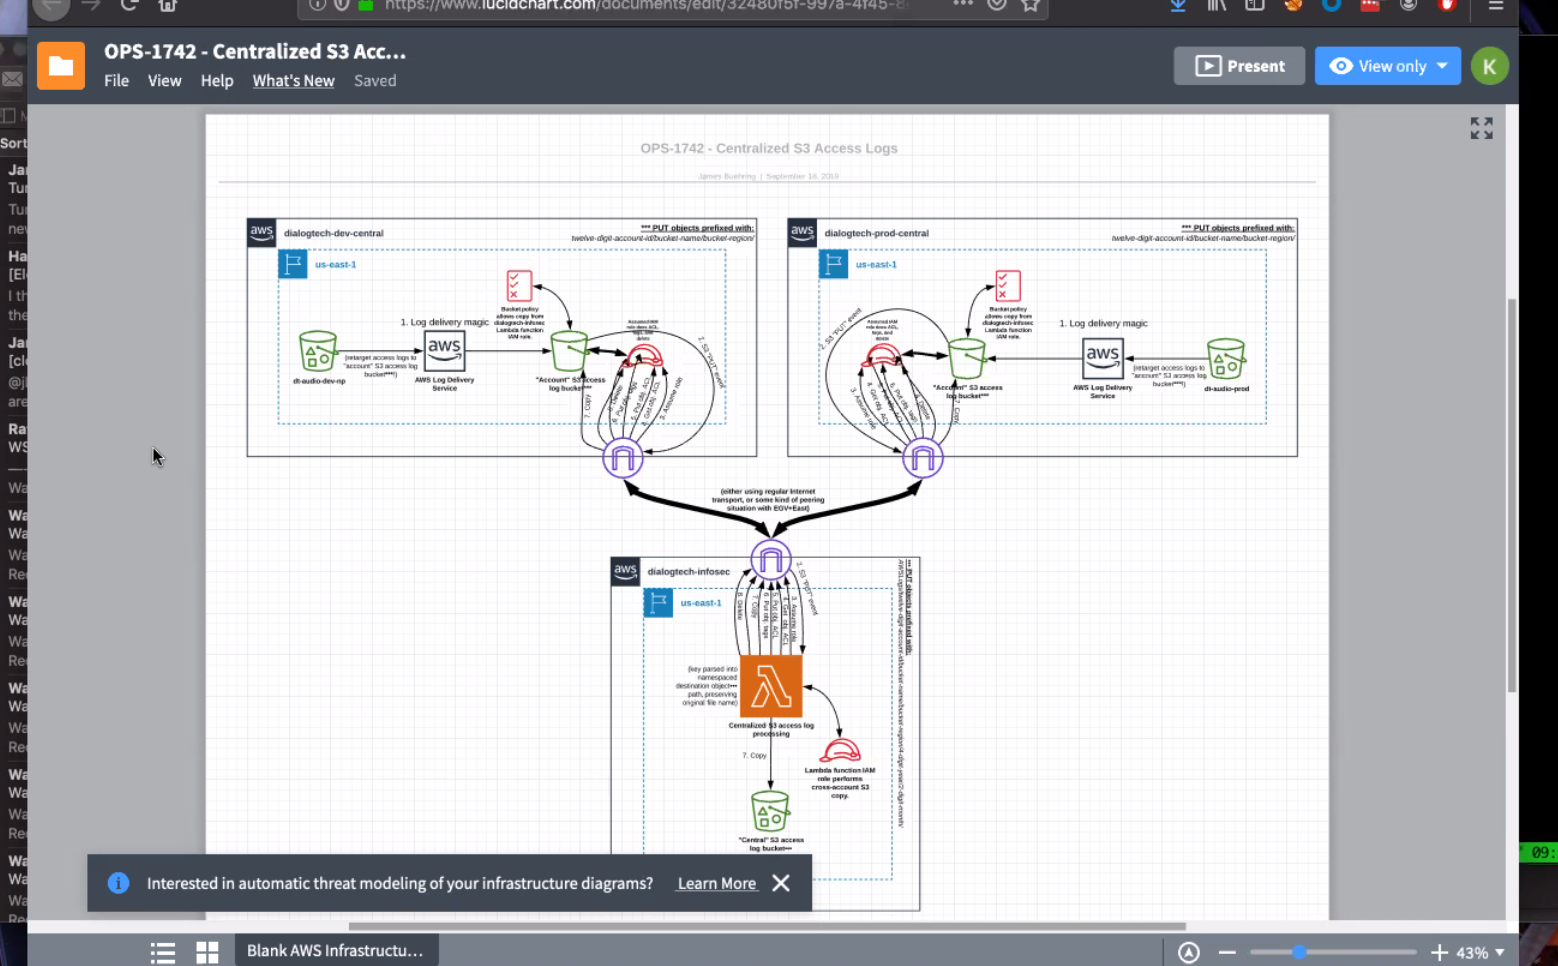 https://www.lucidchart.com/documents/edit/32480f5f-997a-4f45-8
OPS-1742 - Centralized S3 Acc...
File View Help What's New Saved
Present
View only
K
Sort
OPS-1742 - Centralized S3 Access Logs
James Buehring | September 18, 2019
aws
dialogtech-dev-central
*** PUT objects prefixed with:
twelve-digit-account-id/bucket-name/bucket-region/
us-east-1
Bucket policy
allows copy from
dialogtech-infosec
Lambda function
IAM role.
1. Log delivery magic
aws
(retarget access logs to
"account" S3 access log
bucket***!)
dt-audio-dev-np
AWS Log Delivery
Service
"Account" S3 access
log bucket***
Assumed IAM
role does ACL,
tags, and
delete
2. S3 "PUT" event
7. Copy
8. Delete
6. Put obj. tags
5. Put obj. ACL
4. Get obj. ACL
3. Assume role
aws
dialogtech-prod-central
*** PUT objects prefixed with:
twelve-digit-account-id/bucket-name/bucket-region/
us-east-1
2. S3 "PUT" event
Assumed IAM
role does ACL,
tags, and
delete
Bucket policy
allows copy from
dialogtech-infosec
Lambda function
IAM role.
1. Log delivery magic
aws
(retarget access logs to
"account" S3 access log
bucket***!)
"Account" S3 access
log bucket***
AWS Log Delivery
Service
dt-audio-prod
3. Assume role
4. Get obj. ACL
5. Put obj. ACL
6. Put obj. tags
8. Delete
7. Copy
(either using regular Internet
transport, or some kind of peering
situation with EGV+East)
aws
dialogtech-infosec
us-east-1
8. Delete
7. Copy
6. Put obj. tags
5. Put obj. ACL
4. Get obj. ACL
3. Assume role
2. S3 "PUT" event
*** PUT objects prefixed with:
AWSLogs/twelve-digit-account-id/bucket-name/bucket-region/4-digit-year/2-digit-month/
(key parsed into
namespaced
destination object***
path, preserving
original file name)
Centralized S3 access log
processing
7. Copy
Lambda function IAM
role performs
cross-account S3
copy.
"Central" S3 access
log bucket***
Interested in automatic threat modeling of your infrastructure diagrams? Learn More
Blank AWS Infrastructu...
43%
09: